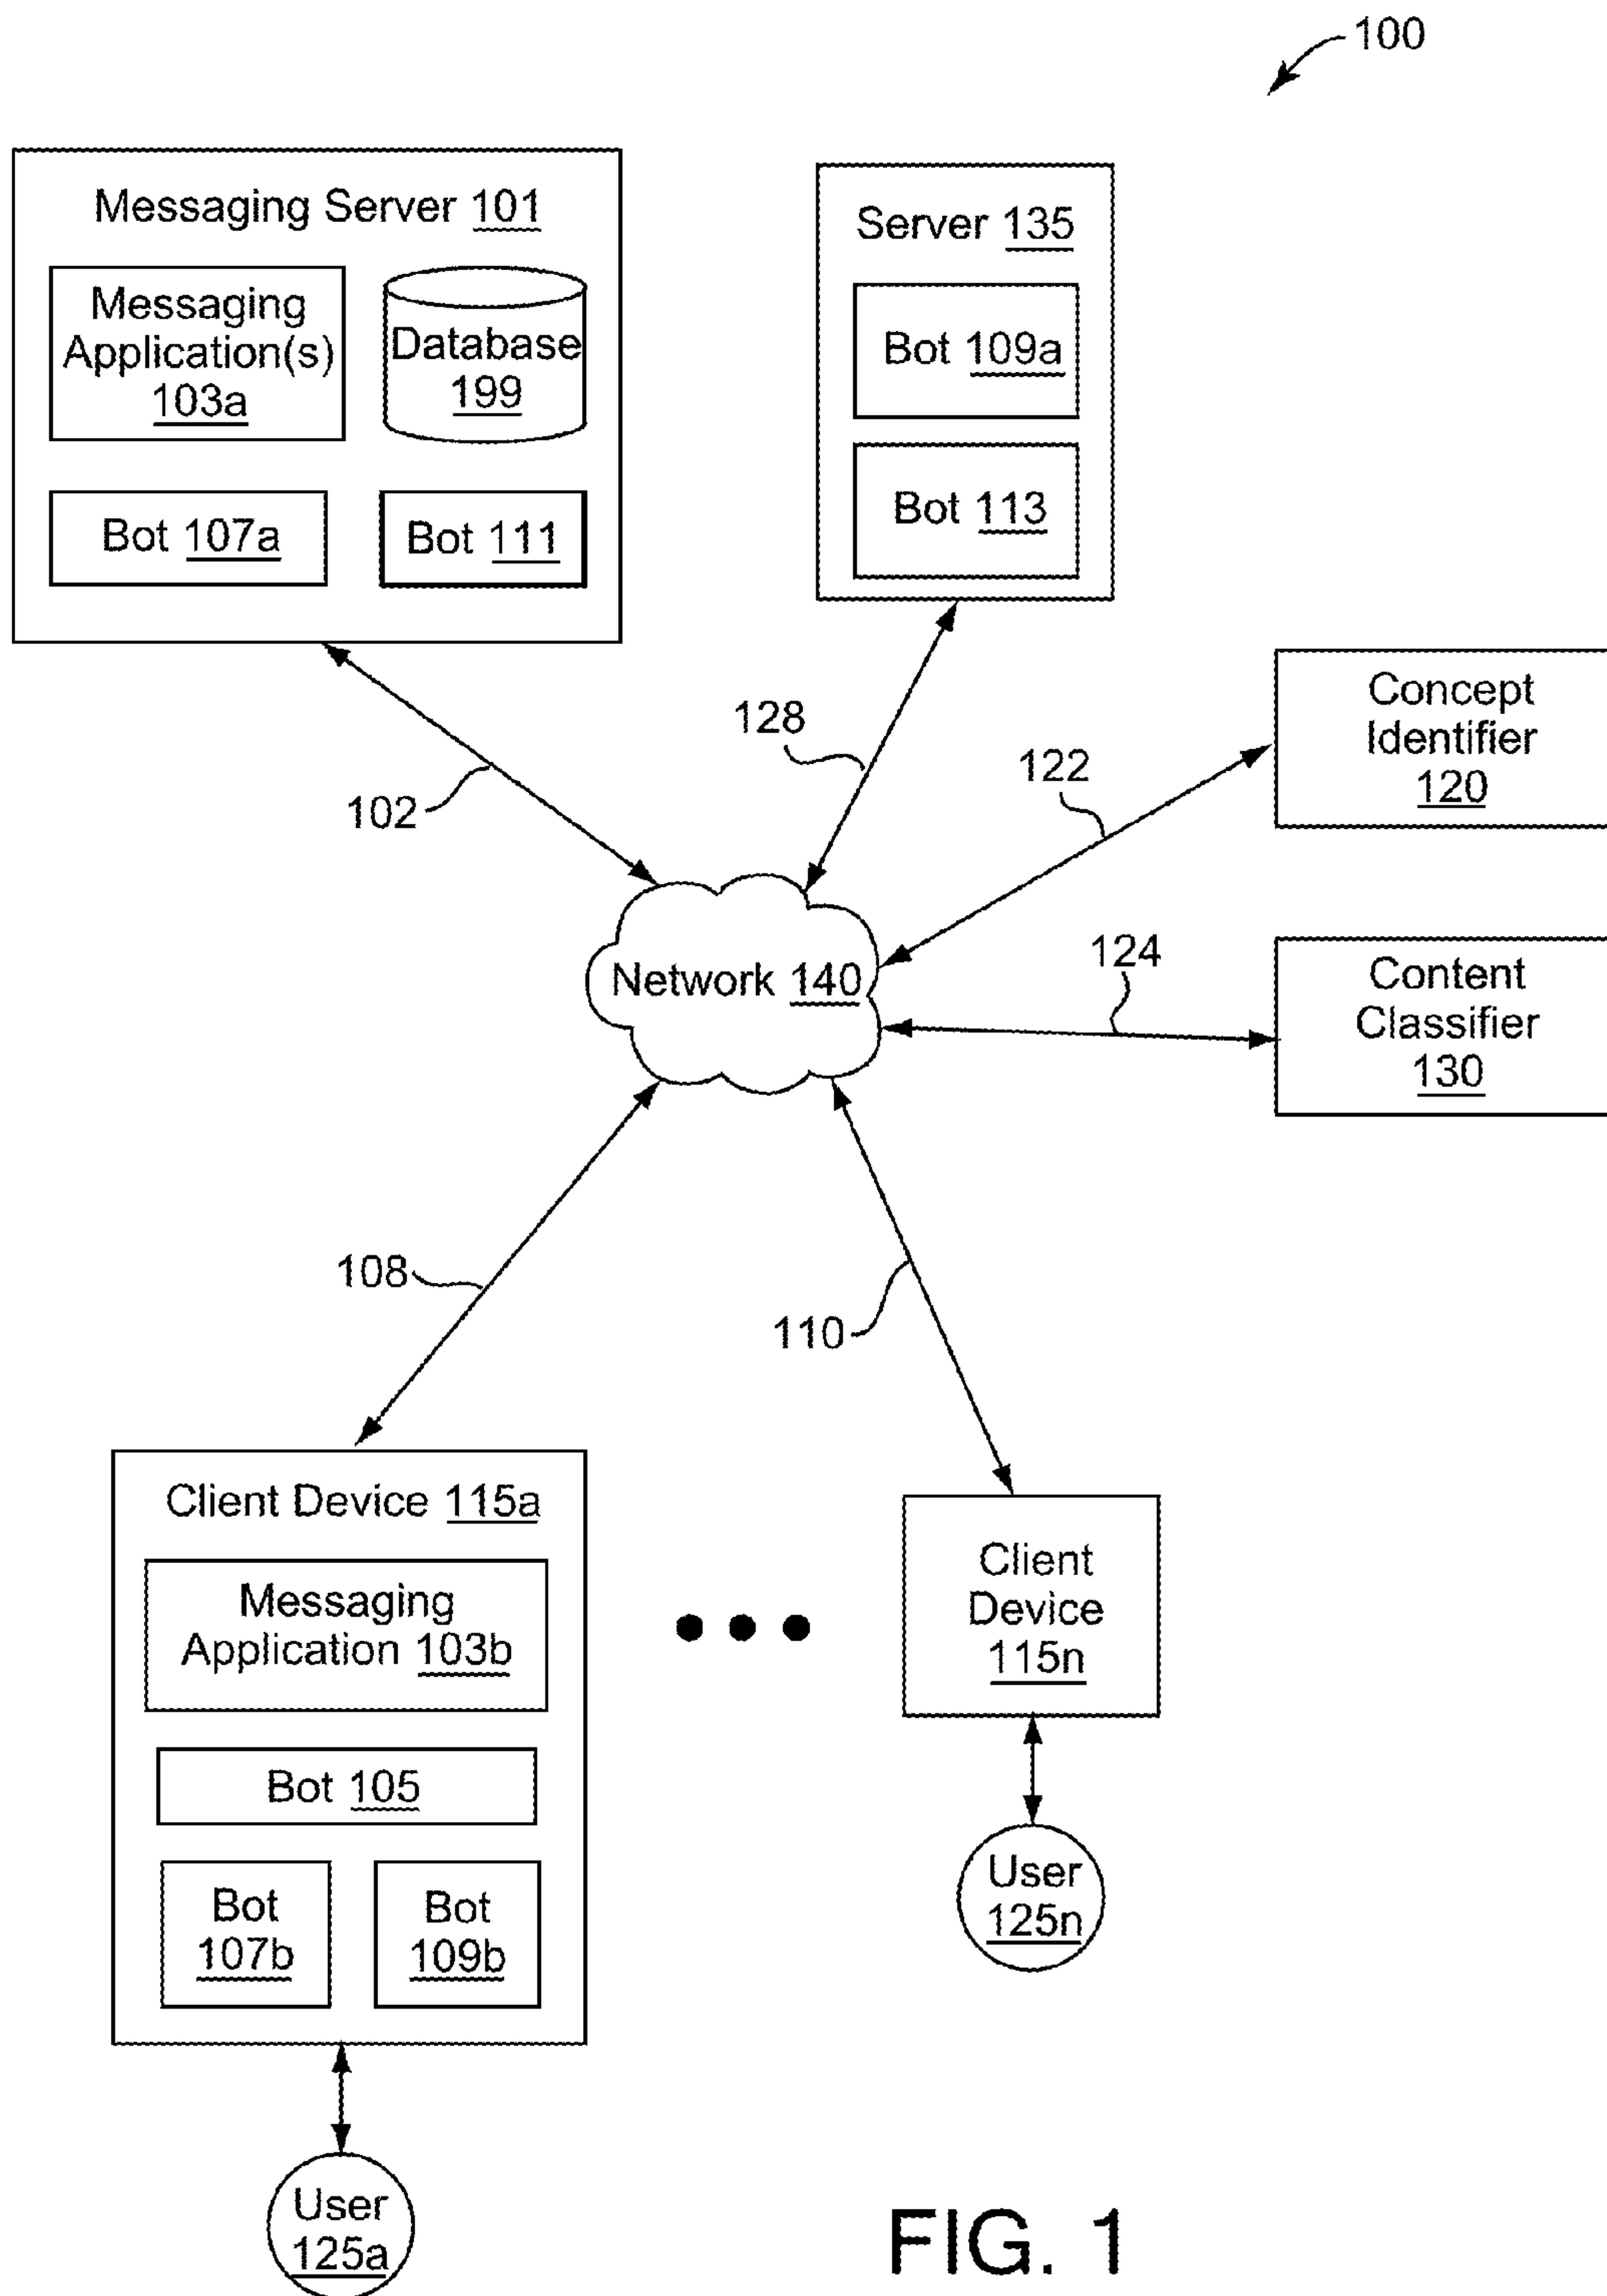 100
Messaging Server 101
Messaging
Application(s)
103a
Database
199
Bot 107a
Bot 111
Server 135
Bot 109a
Bot 113
128
102
122
Concept
Identifier
120
Network 140
124
Content
Classifier
130
108
110
Client Device 115a
Messaging
Application 103b
Bot 105
Bot
107b
Bot
109b
Client
Device
115n
User
125n
User
125a
FIG. 1